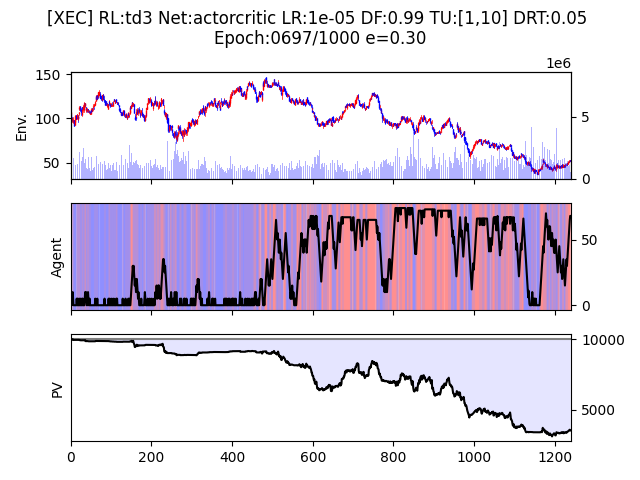 [XEC] RL:td3 Net:actorcritic LR:1e-05 DF:0.99 TU:[1,10] DRT:0.05
Epoch:0697/1000 e=0.30
1e6
150
100
50
Env.
5
0
Agent
50
0
PV
10000
5000
0 200 400 600 800 1000 1200